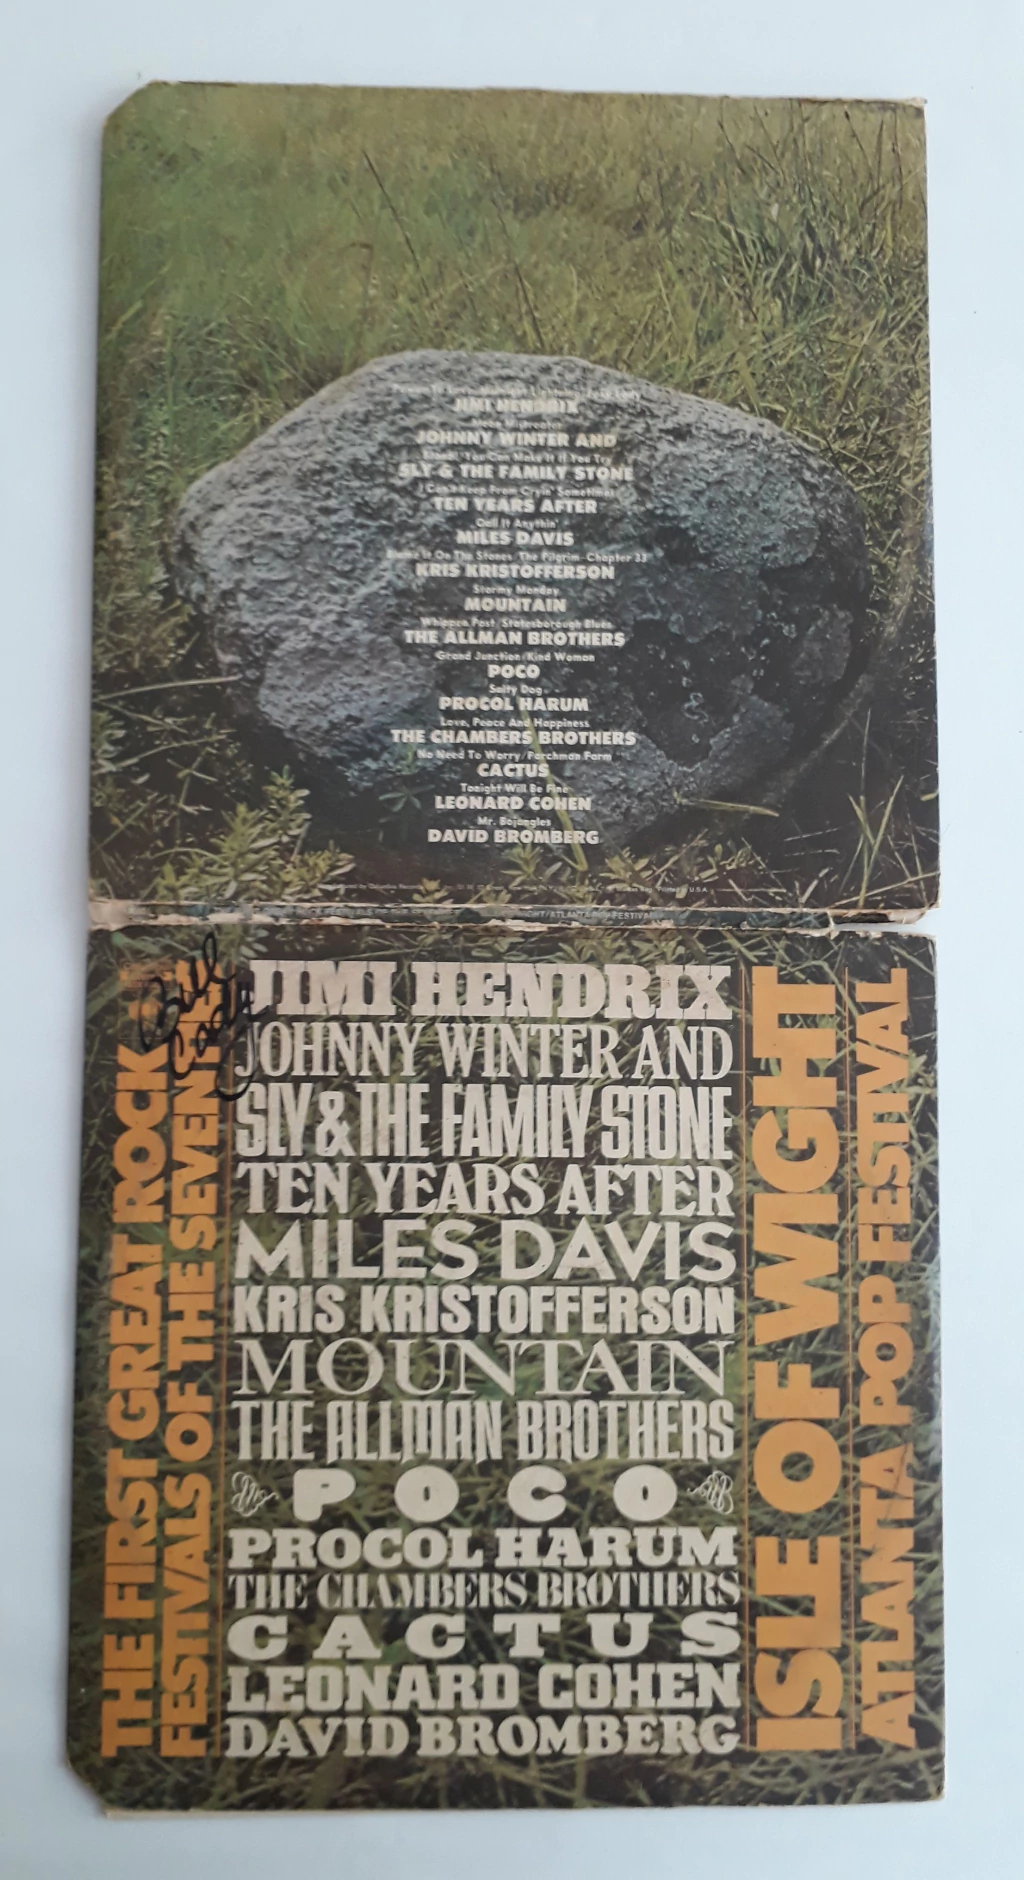 Power To Love/Midnight Lightning/Foxy Lady
JIMI HENDRIX
Mean Mistreater
JOHNNY WINTER AND
Stand!/You Can Make It If You Try
SLY & THE FAMILY STONE
I Can't Keep From Cryin' Sometimes
TEN YEARS AFTER
Call It Anythin'
MILES DAVIS
Blame It On The Stones/The Pilgrim-Chapter 33
KRIS KRISTOFFERSON
Stormy Monday
MOUNTAIN
Whippen Post/Statesborough Blues
THE ALLMAN BROTHERS
Grand Junction/Kind Woman
POCO
Salty Dog
PROCOL HARUM
Love, Peace And Happiness
THE CHAMBERS BROTHERS
No Need To Worry/Parchman Farm
CACTUS
Tonight Will Be Fine
LEONARD COHEN
Mr. Bojangles
DAVID BROMBERG
Printed in U.S.A.
THE FIRST GREAT ROCK
FESTIVALS OF THE SEVENTIES
JIMI HENDRIX
JOHNNY WINTER AND
SLY & THE FAMILY STONE
TEN YEARS AFTER
MILES DAVIS
KRIS KRISTOFFERSON
MOUNTAIN
THE ALLMAN BROTHERS
POCO
PROCOL HARUM
THE CHAMBERS BROTHERS
CACTUS
LEONARD COHEN
DAVID BROMBERG
ISLE OF WIGHT
ATLANTA POP FESTIVAL